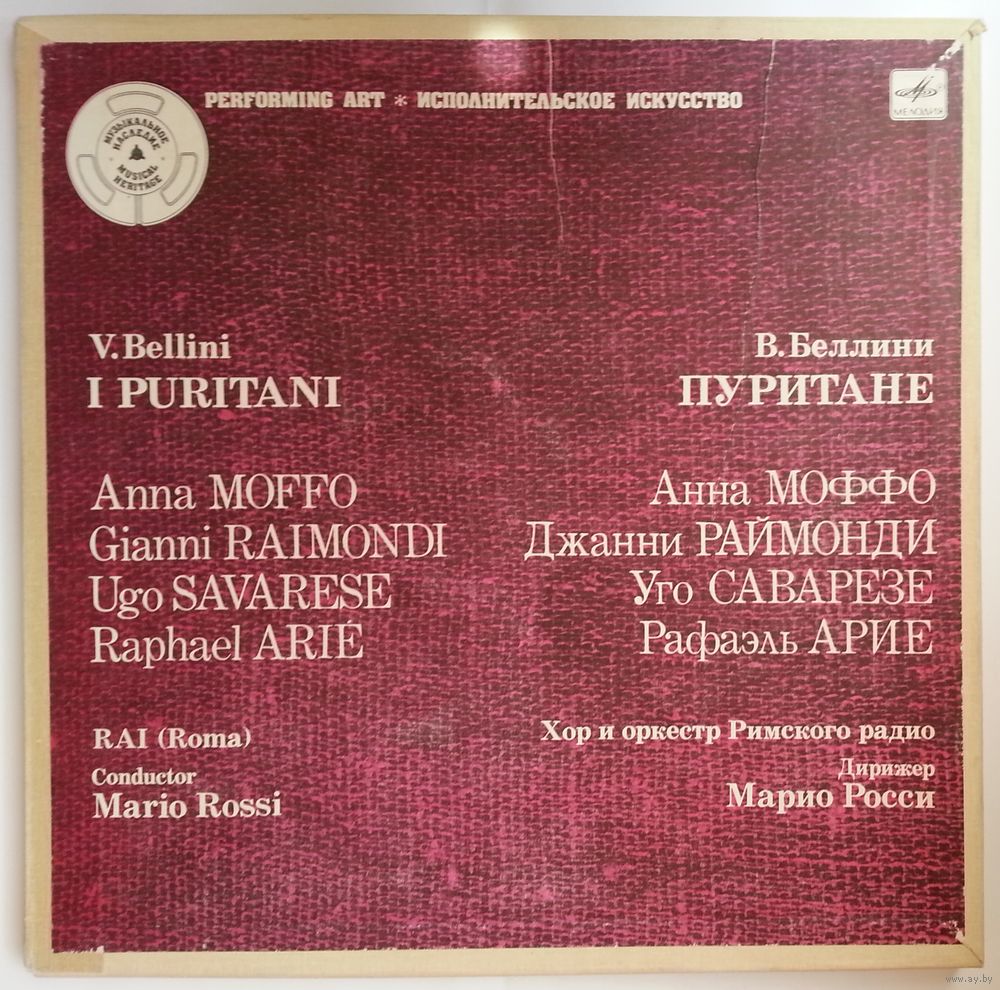 PERFORMING ART * ИСПОЛНИТЕЛЬСКОЕ ИСКУССТВО
МЕЛОДИЯ
МУЗЫКАЛЬНОЕ
НАСЛЕДИЕ
MUSICAL
HERITAGE
V. Bellini
I PURITANI
В. Беллини
ПУРИТАНЕ
Anna MOFFO
Gianni RAIMONDI
Ugo SAVARESE
Raphael ARIÉ
Анна МОФФО
Джанни РАЙМОНДИ
Уго САВАРЕЗЕ
Рафаэль АРИЕ
RAI (Roma)
Conductor
Mario Rossi
Хор и оркестр Римского радио
Дирижер
Марио Росси
www.ay.by